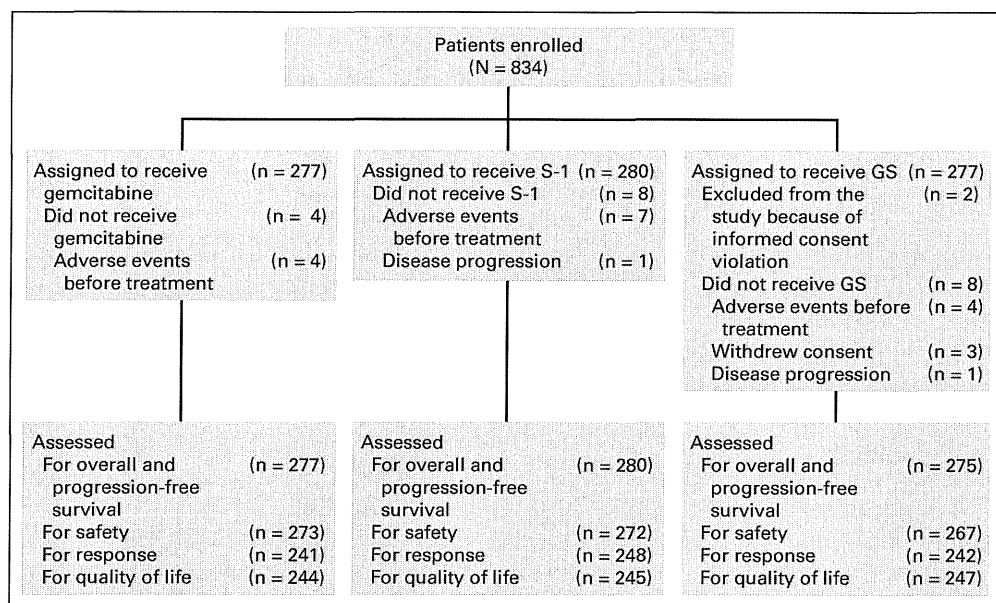 Patients enrolled
(N = 834)
Assigned to receive (n = 277)
gemcitabine
Did not receive (n = 4)
gemcitabine
Adverse events (n = 4)
before treatment
Assigned to receive S-1 (n = 280)
Did not receive S-1 (n = 8)
Adverse events (n = 7)
before treatment
Disease progression (n = 1)
Assigned to receive GS (n = 277)
Excluded from the (n = 2)
study because of
informed consent
violation
Did not receive GS (n = 8)
Adverse events before (n = 4)
treatment
Withdrew consent (n = 3)
Disease progression (n = 1)
Assessed
For overall and (n = 277)
progression-free
survival
For safety (n = 273)
For response (n = 241)
For quality of life (n = 244)
Assessed
For overall and (n = 280)
progression-free
survival
For safety (n = 272)
For response (n = 248)
For quality of life (n = 245)
Assessed
For overall and (n = 275)
progression-free
survival
For safety (n = 267)
For response (n = 242)
For quality of life (n = 247)